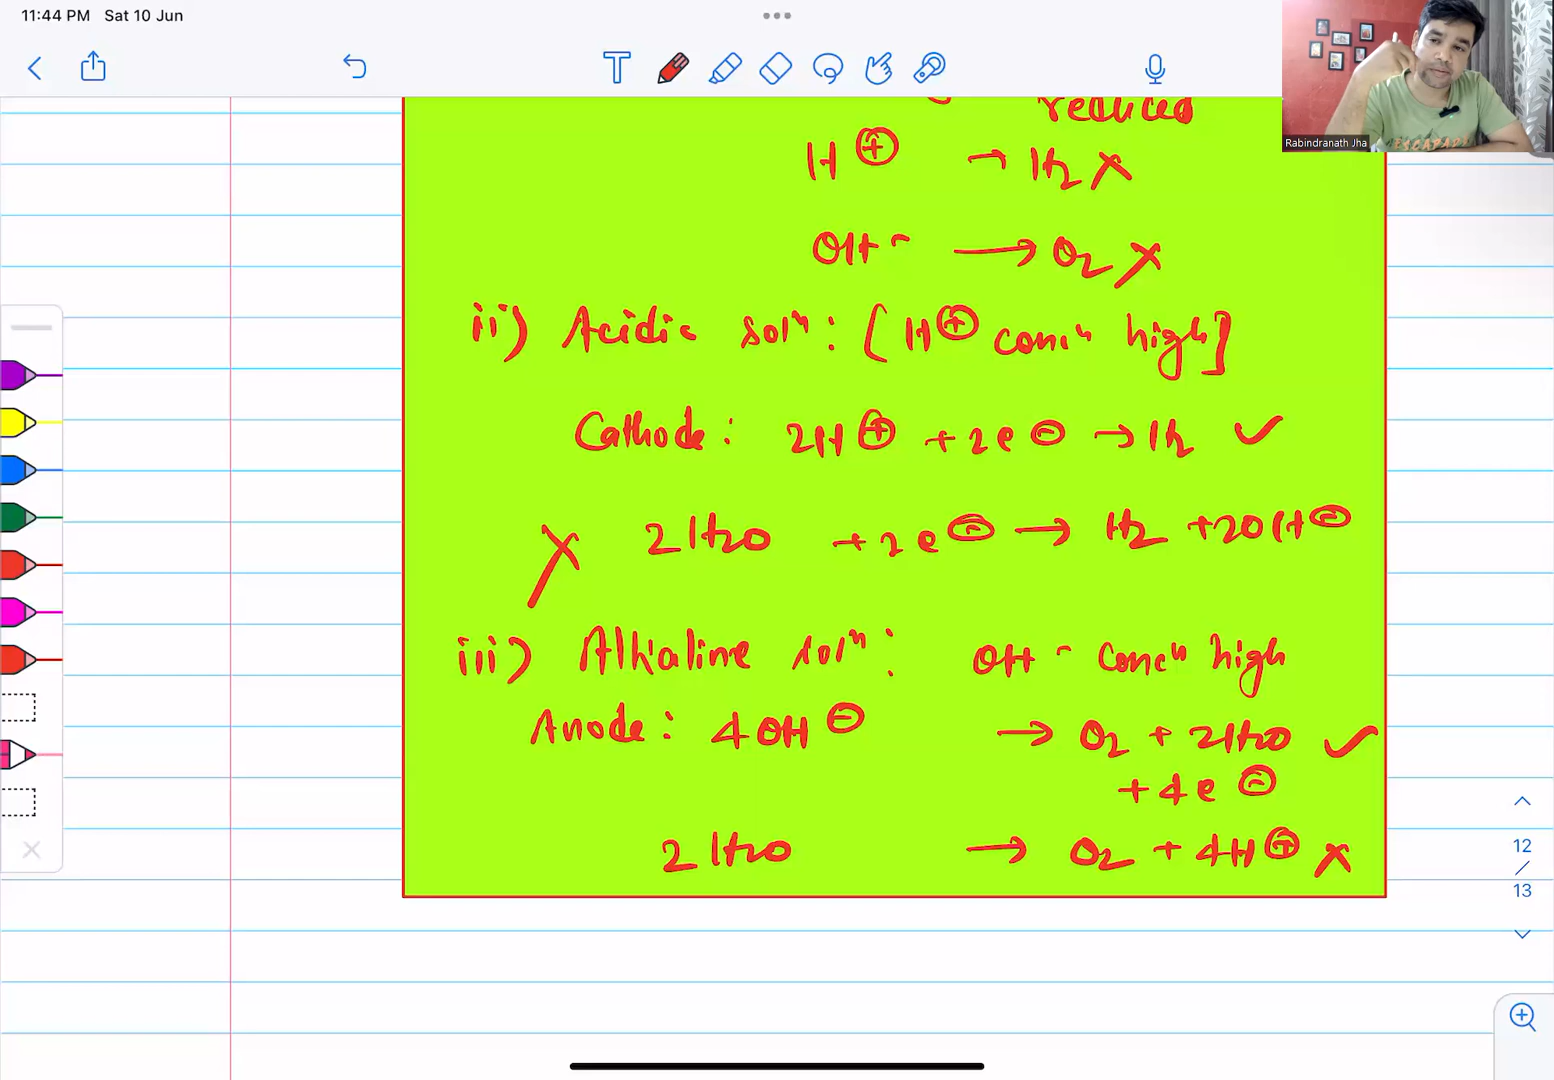 11:44 PM Sat 10 Jun
Rabindranath Jha
reduced
H⊕ → H2 ✗
OH⁻ → O2 ✗
ii) Acidic solⁿ: [H⊕ concⁿ high]
Cathode: 2H⊕ + 2e⊖ → H2 ✓
✗ 2H2O + 2e⊖ → H2 + 2OH⊖
iii) Alkaline solⁿ: OH⁻ concⁿ high
Anode: 4OH⊖ → O2 + 2H2O ✓
+ 4e⊖
2H2O → O2 + 4H⊕ ✗
12
/
13